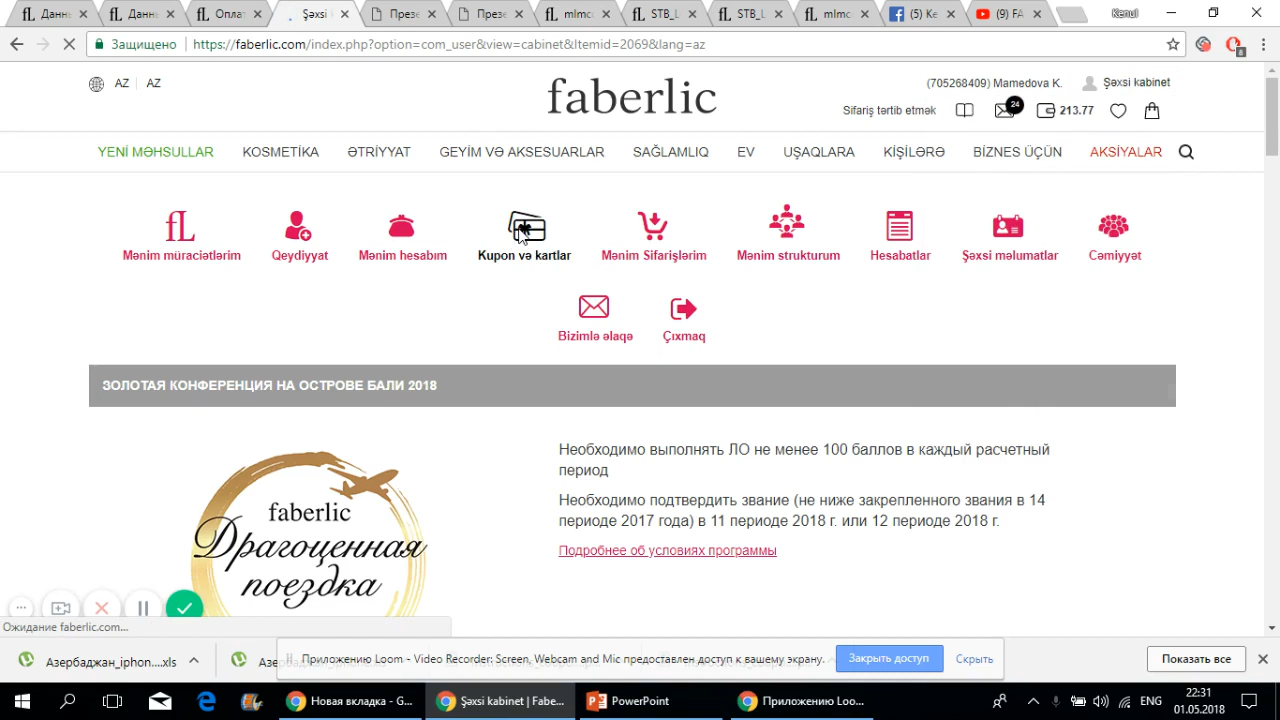 Данны
Данны
Оплат
Şəxsi
Презе
Презе
mlmc
STB_L
STB_L
mlmc
(5) Ke
(9) FA
Kenul
Защищено https://faberlic.com/index.php?option=com_user&view=cabinet&Itemid=2069&lang=az
8
AZ AZ
faberlic
(705268409) Mamedova K.
Şəxsi kabinet
Sifariş tərtib etmək
24
213.77
YENİ MƏHSULLAR KOSMETİKA ƏTRİYYAT GEYİM VƏ AKSESUARLAR SAĞLAMLIQ EV UŞAQLARA KİŞİLƏRƏ BİZNES ÜÇÜN AKSİYALAR
fL
Mənim müraciətlərim Qeydiyyat Mənim hesabım Kupon və kartlar Mənim Sifarişlərim Mənim strukturum Hesabatlar Şəxsi məlumatlar Cəmiyyət
Bizimlə əlaqə Çıxmaq
ЗОЛОТАЯ КОНФЕРЕНЦИЯ НА ОСТРОВЕ БАЛИ 2018
Необходимо выполнять ЛО не менее 100 баллов в каждый расчетный
период
Необходимо подтвердить звание (не ниже закрепленного звания в 14
периоде 2017 года) в 11 периоде 2018 г. или 12 периоде 2018 г.
Подробнее об условиях программы
faberlic
Драгоценная
поездка
Ожидание faberlic.com...
Азербаджан_iphon....xls
Приложению Loom - Video Recorder: Screen, Webcam and Mic предоставлен доступ к вашему экрану.
Закрыть доступ
Скрыть
Показать все
Новая вкладка - G...
Şəxsi kabinet | Fabe...
PowerPoint
Приложению Loo...
ENG
22:31
01.05.2018